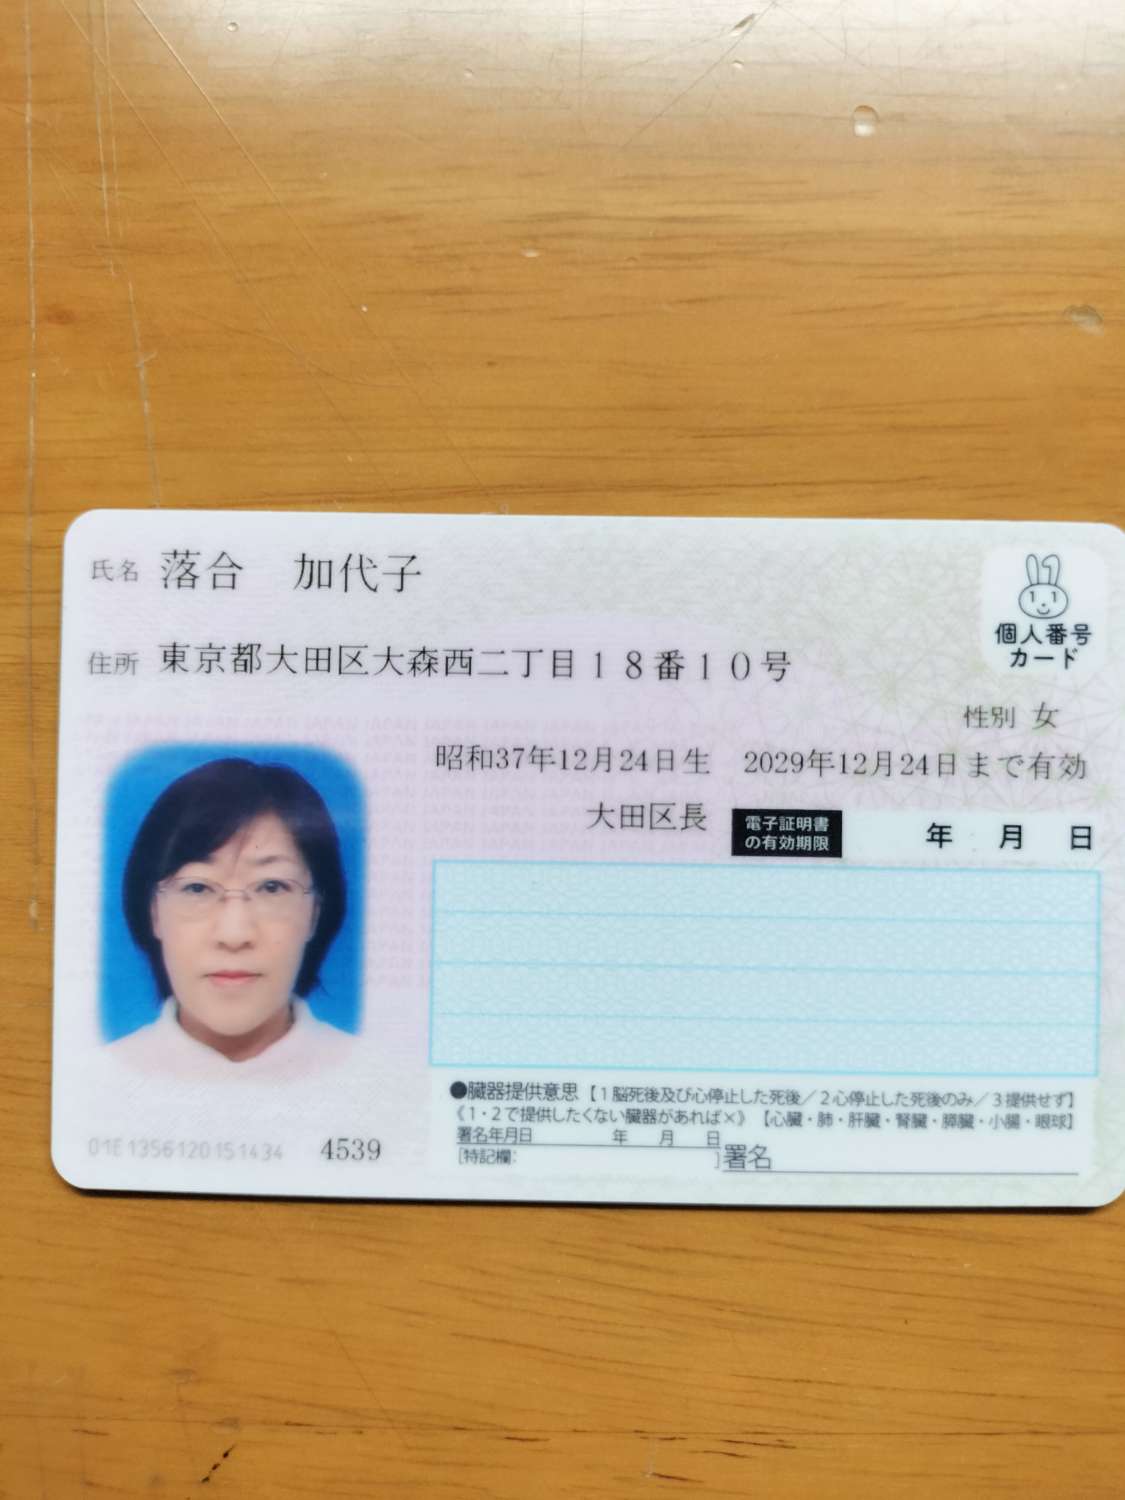 氏名 落合 加代子
個人番号
カード
住所 東京都大田区大森西二丁目18番10号
性別 女
昭和37年12月24日生 2029年12月24日まで有効
大田区長
電子証明書
の有効期限
年 月 日
●臓器提供意思【1脳死後及び心停止した死後/2心停止した死後のみ/3提供せず】
《1・2で提供したくない臓器があれば×》【心臓・肺・肝臓・腎臓・膵臓・小腸・眼球】
署名年月日 年 月 日
[特記欄: ]署名
01E1356120151434 4539